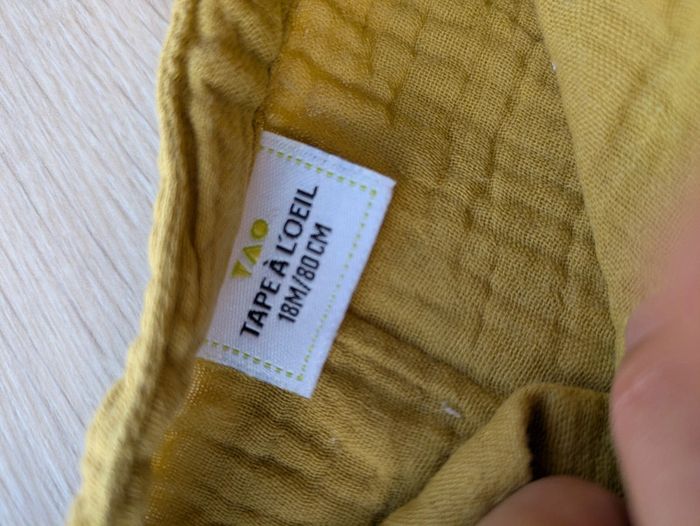 TAO
TAPE À L'OEIL
18M/80CM